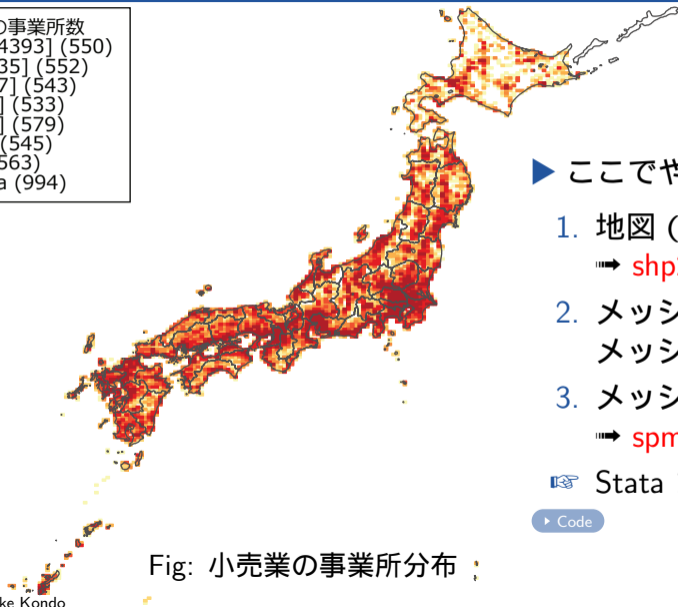 の事業所数
4393] (550)
35] (552)
7] (543)
] (533)
] (579)
(545)
563)
a (994)
▶ ここでや
1. 地図 (
➟ shp
2. メッシ
メッシ
3. メッシ
➟ spm
☞ Stata
▸ Code
Fig: 小売業の事業所分布
ke Kondo